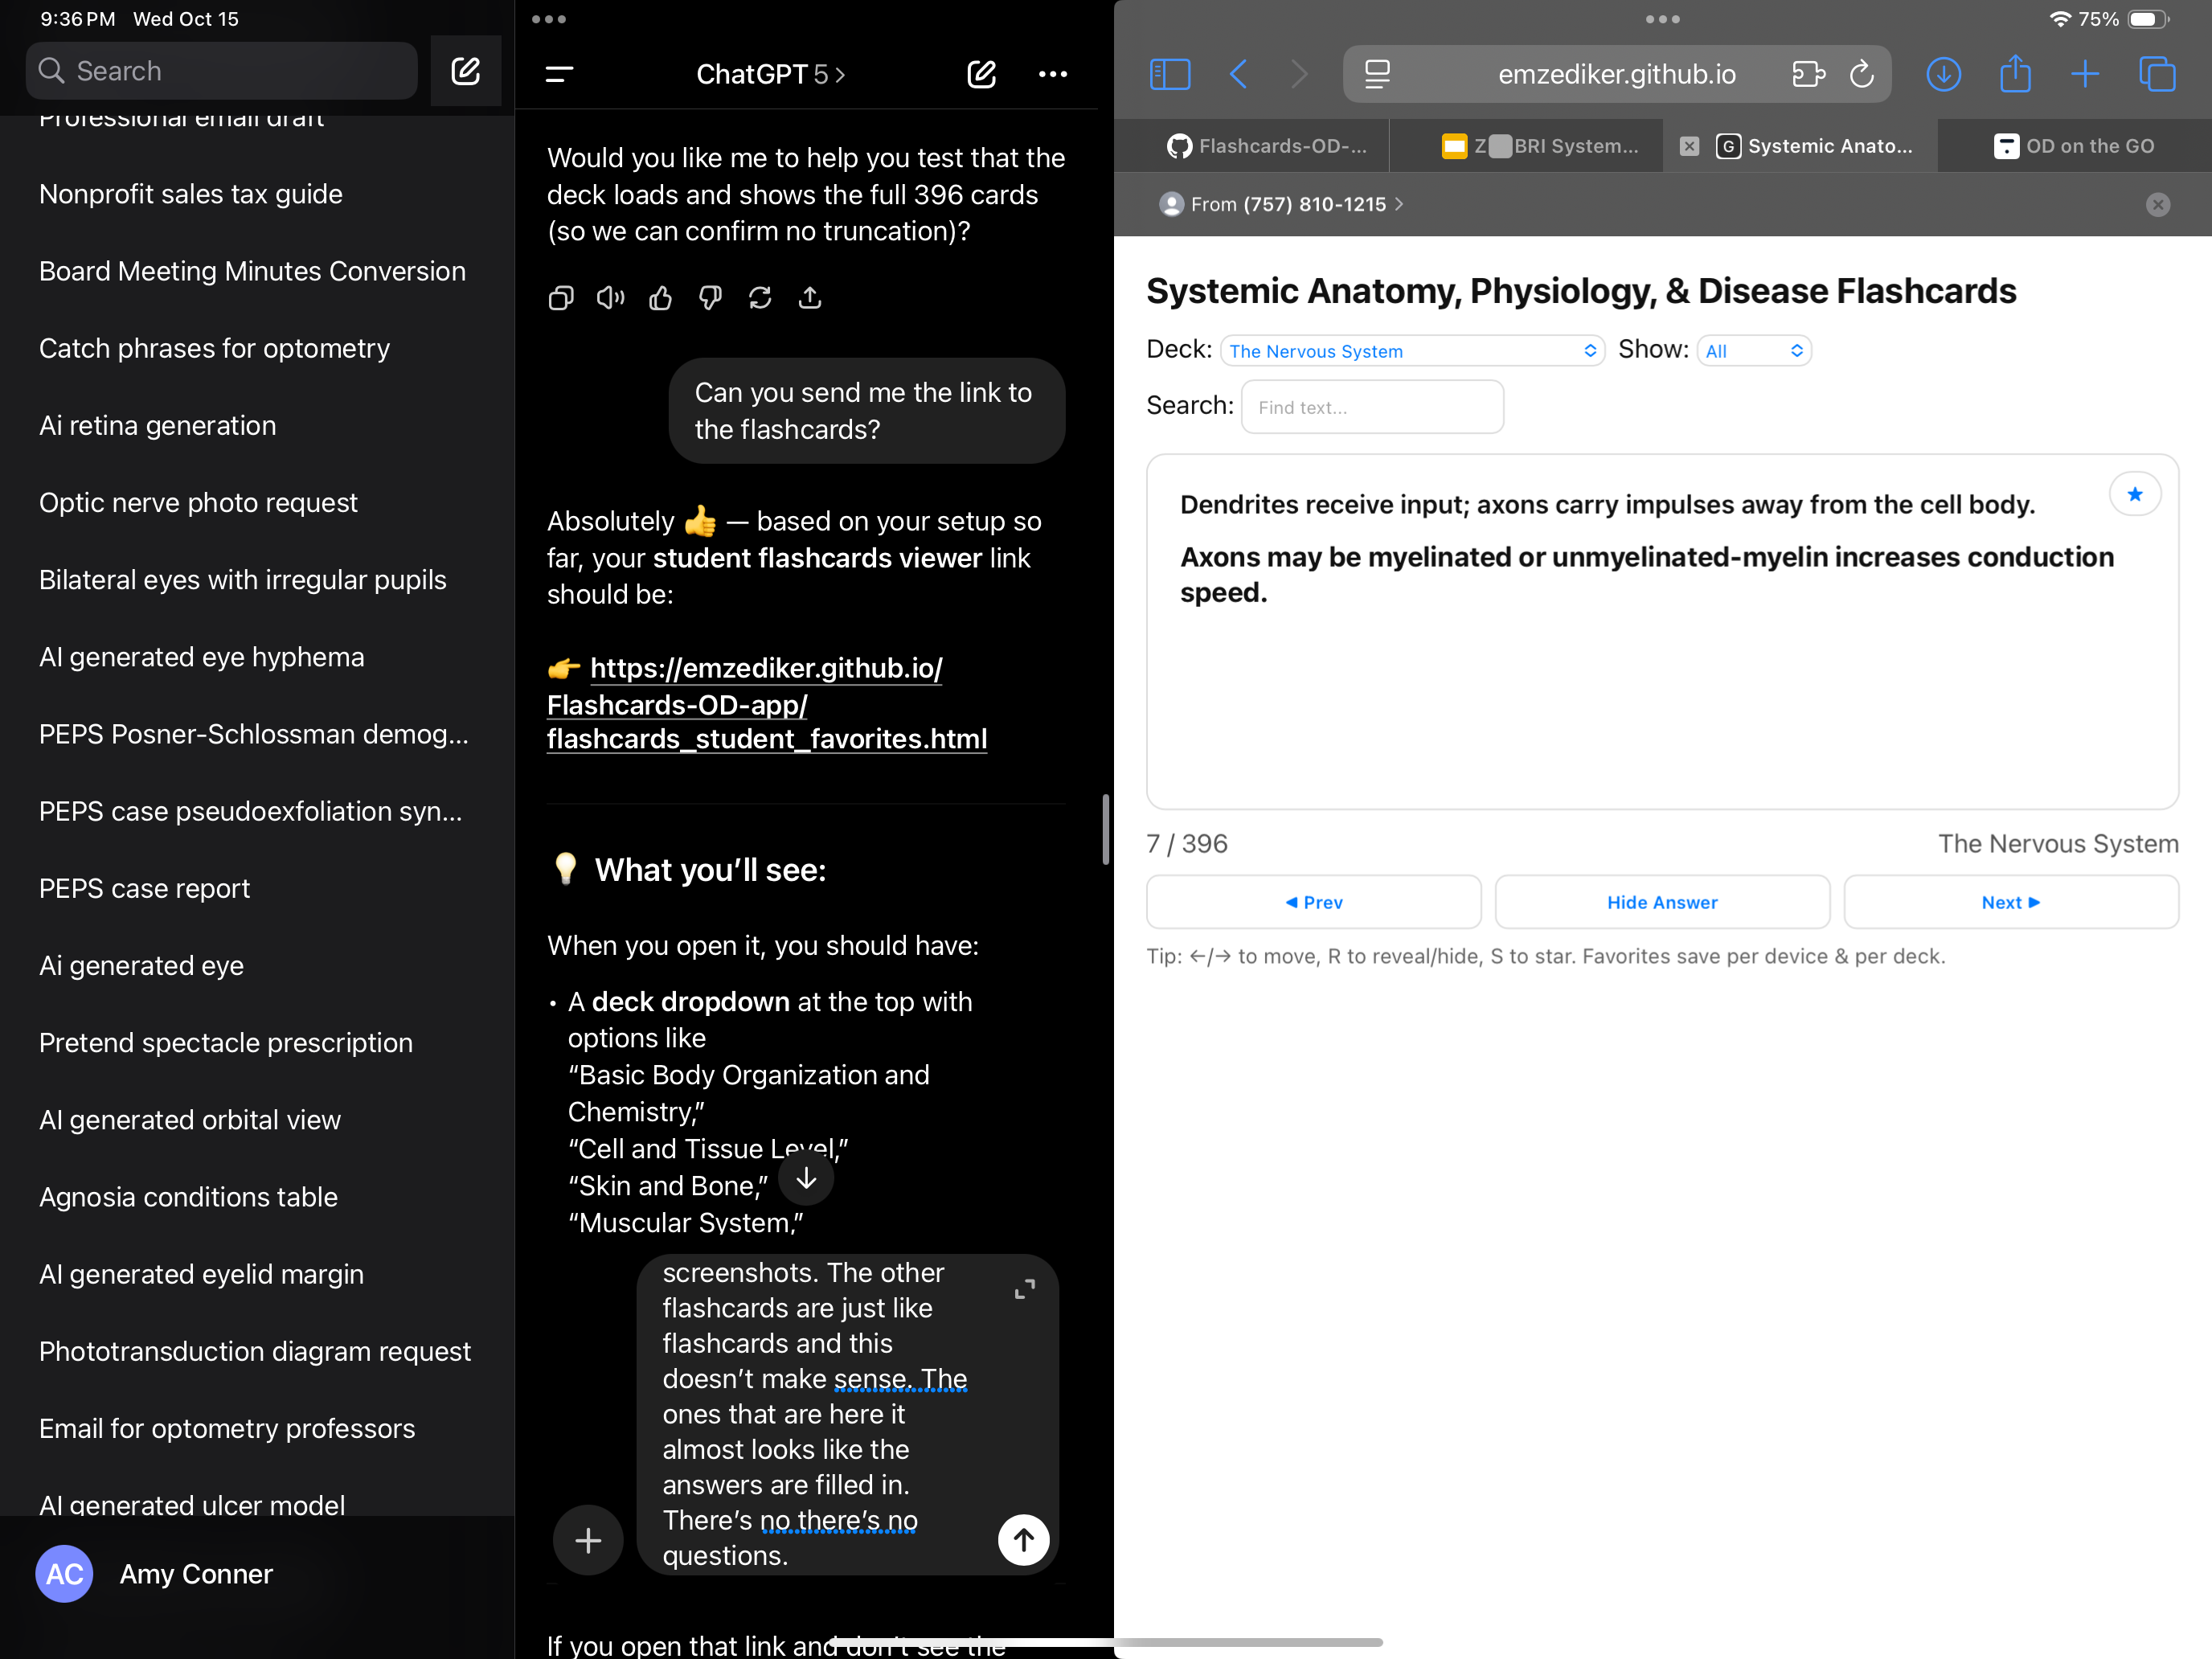 9:36 PM Wed Oct 15
Search
Professional email draft
Nonprofit sales tax guide
Board Meeting Minutes Conversion
Catch phrases for optometry
Ai retina generation
Optic nerve photo request
Bilateral eyes with irregular pupils
AI generated eye hyphema
PEPS Posner-Schlossman demog...
PEPS case pseudoexfoliation syn...
PEPS case report
Ai generated eye
Pretend spectacle prescription
AI generated orbital view
Agnosia conditions table
AI generated eyelid margin
Phototransduction diagram request
Email for optometry professors
AI generated ulcer model
AC Amy Conner
ChatGPT 5 >
Would you like me to help you test that the
deck loads and shows the full 396 cards
(so we can confirm no truncation)?
Can you send me the link to
the flashcards?
Absolutely 👍 — based on your setup so
far, your student flashcards viewer link
should be:
👉 https://emzediker.github.io/
Flashcards-OD-app/
flashcards_student_favorites.html
💡 What you’ll see:
When you open it, you should have:
• A deck dropdown at the top with
options like
“Basic Body Organization and
Chemistry,”
“Cell and Tissue Level,”
“Skin and Bone,”
“Muscular System,”
screenshots. The other
flashcards are just like
flashcards and this
doesn’t make sense. The
ones that are here it
almost looks like the
answers are filled in.
There’s no there’s no
questions.
If you open that link and don’t see the
75%
emzediker.github.io
Flashcards-OD-...
Z BRI System...
G Systemic Anato...
OD on the GO
From (757) 810-1215 >
Systemic Anatomy, Physiology, & Disease Flashcards
Deck: The Nervous System Show: All
Search: Find text...
Dendrites receive input; axons carry impulses away from the cell body.
Axons may be myelinated or unmyelinated-myelin increases conduction
speed.
7 / 396 The Nervous System
◀ Prev Hide Answer Next ▶
Tip: ←/→ to move, R to reveal/hide, S to star. Favorites save per device & per deck.